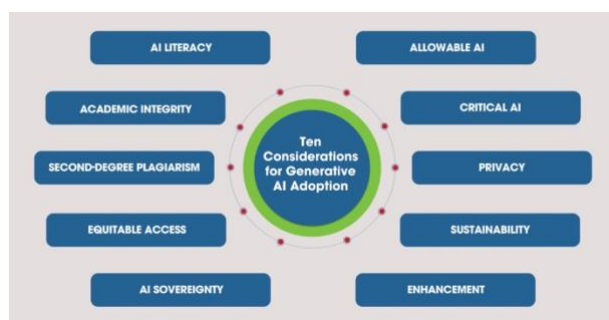 AI LITERACY
ALLOWABLE AI
ACADEMIC INTEGRITY
CRITICAL AI
Ten
Considerations
for Generative
AI Adoption
SECOND-DEGREE PLAGIARISM
PRIVACY
EQUITABLE ACCESS
SUSTAINABILITY
AI SOVEREIGNTY
ENHANCEMENT